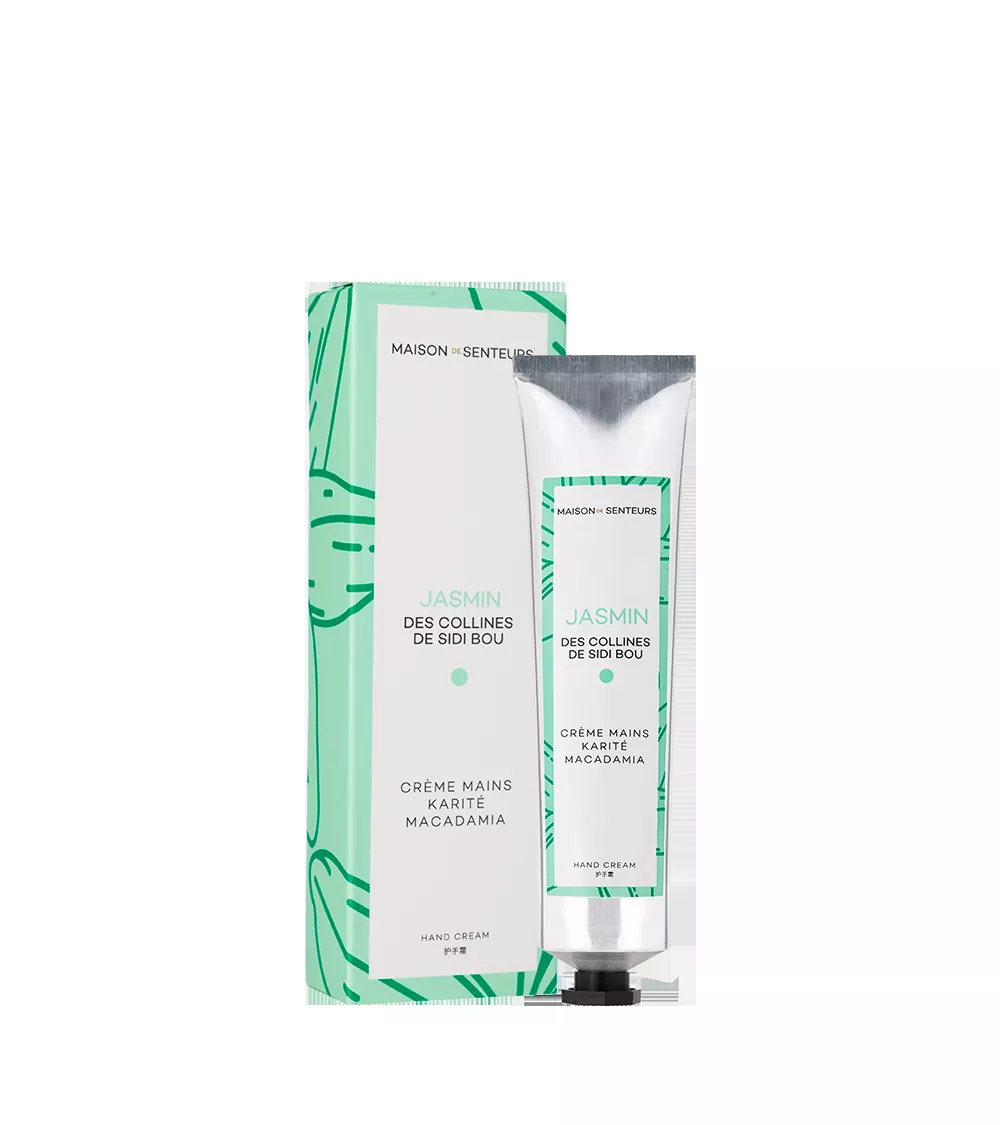 MAISON DE SENTEURS
JASMIN
DES COLLINES
DE SIDI BOU
CRÈME MAINS
KARITÉ
MACADAMIA
HAND CREAM
护手霜
MAISON DE SENTEURS
JASMIN
DES COLLINES
DE SIDI BOU
CRÈME MAINS
KARITÉ
MACADAMIA
HAND CREAM
护手霜